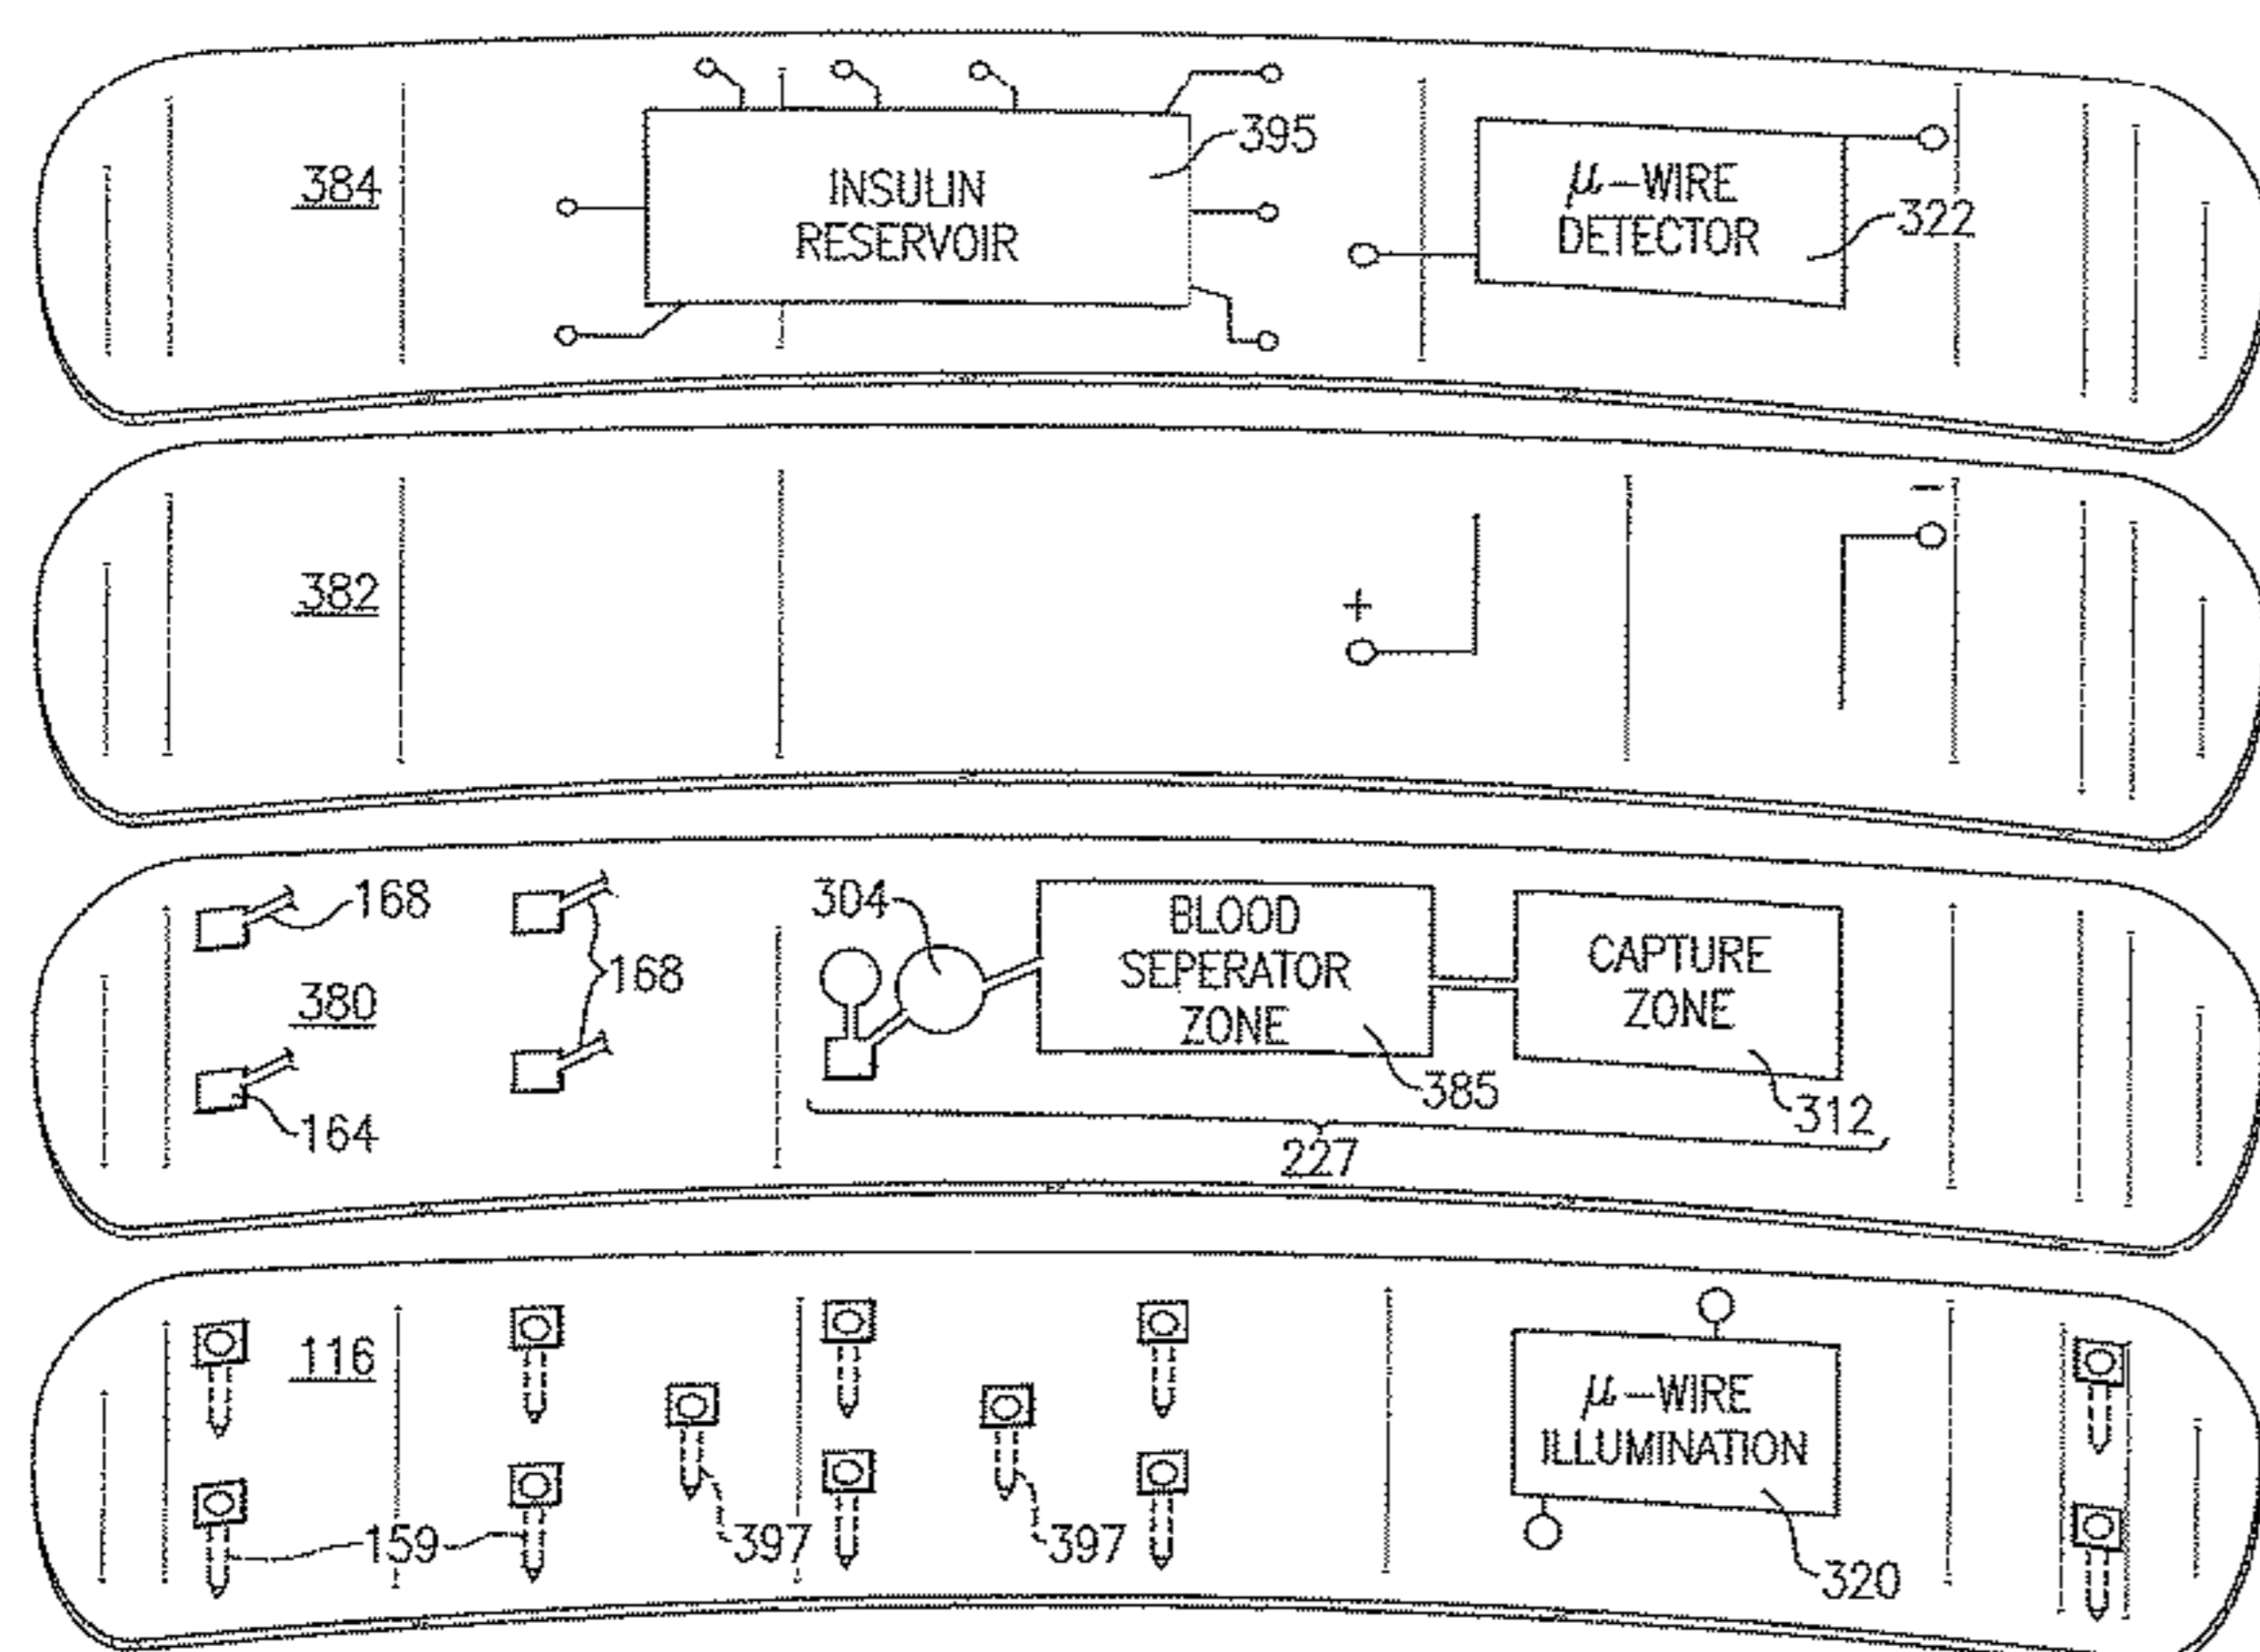 395
384
INSULIN
RESERVOIR
μ-WIRE
DETECTOR
322
382
+
-
168
168
304
BLOOD
SEPERATOR
ZONE
CAPTURE
ZONE
380
164
385
312
227
116
μ-WIRE
ILLUMINATION
159
397
397
320